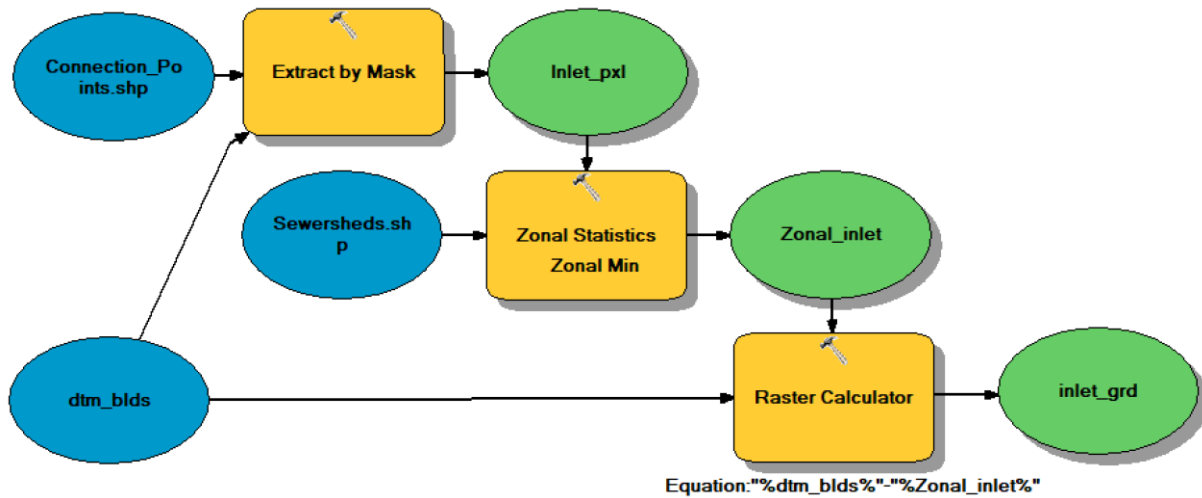 Connection_Po
ints.shp
Extract by Mask
Inlet_pxl
Sewersheds.sh
p
Zonal Statistics
Zonal Min
Zonal_inlet
dtm_blds
Raster Calculator
inlet_grd
Equation:"%dtm_blds%"-"%Zonal_inlet%"